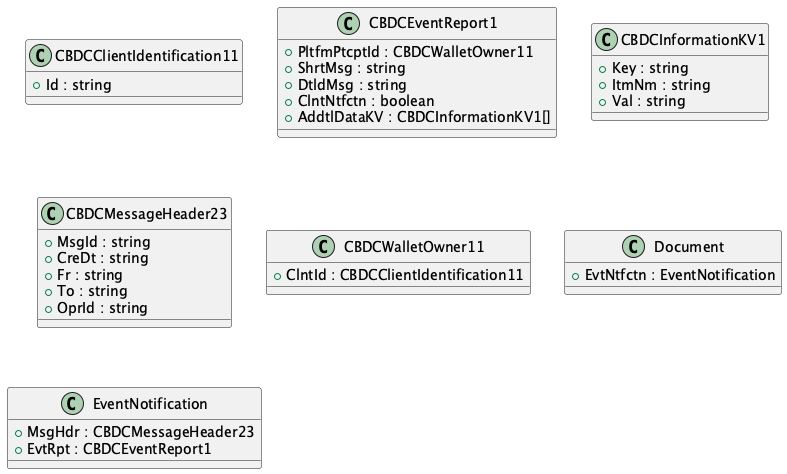 C CBDCClientIdentification11
Id : string
C CBDCEventReport1
PltfmPtcptId : CBDCWalletOwner11
ShrtMsg : string
DtldMsg : string
ClntNtfctn : boolean
AddtlDataKV : CBDCInformationKV1[]
C CBDCInformationKV1
Key : string
ItmNm : string
Val : string
C CBDCMessageHeader23
MsgId : string
CreDt : string
Fr : string
To : string
OprId : string
C CBDCWalletOwner11
ClntId : CBDCClientIdentification11
C Document
EvtNtfctn : EventNotification
C EventNotification
MsgHdr : CBDCMessageHeader23
EvtRpt : CBDCEventReport1